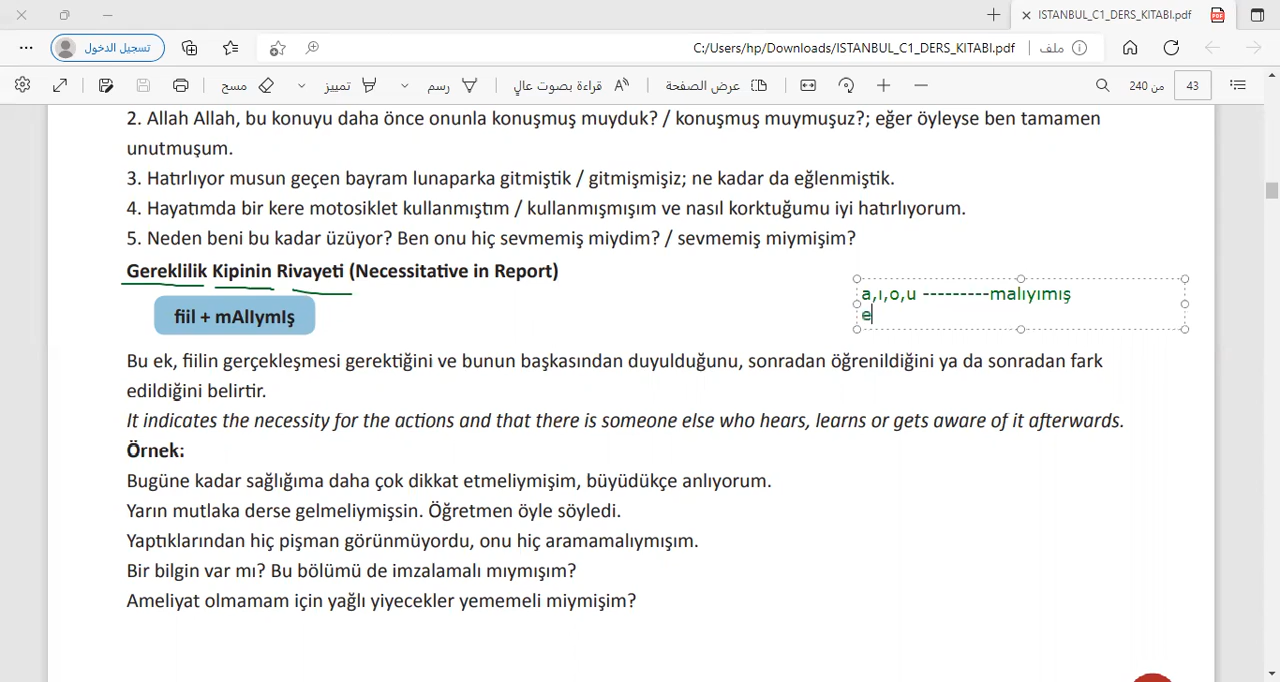 ISTANBUL_C1_DERS_KITABI.pdf
تسجيل الدخول
C:/Users/hp/Downloads/ISTANBUL_C1_DERS_KITABI.pdf
ملف
مسح
تمييز
رسم
قراءة بصوت عالٍ
عرض الصفحة
240 من
43
2. Allah Allah, bu konuyu daha önce onunla konuşmuş muyduk? / konuşmuş muymuşuz?; eğer öyleyse ben tamamen
unutmuşum.
3. Hatırlıyor musun geçen bayram lunaparka gitmiştik / gitmişmişiz; ne kadar da eğlenmiştik.
4. Hayatımda bir kere motosiklet kullanmıştım / kullanmışmışım ve nasıl korktuğumu iyi hatırlıyorum.
5. Neden beni bu kadar üzüyor? Ben onu hiç sevmemiş miydim? / sevmemiş miymişim?
Gereklilik Kipinin Rivayeti (Necessitative in Report)
a,ı,o,u ---------malıyımış
e
fiil + mAlIymIş
Bu ek, fiilin gerçekleşmesi gerektiğini ve bunun başkasından duyulduğunu, sonradan öğrenildiğini ya da sonradan fark
edildiğini belirtir.
It indicates the necessity for the actions and that there is someone else who hears, learns or gets aware of it afterwards.
Örnek:
Bugüne kadar sağlığıma daha çok dikkat etmeliymişim, büyüdükçe anlıyorum.
Yarın mutlaka derse gelmeliymişsin. Öğretmen öyle söyledi.
Yaptıklarından hiç pişman görünmüyordu, onu hiç aramamalıymışım.
Bir bilgin var mı? Bu bölümü de imzalamalı mıymışım?
Ameliyat olmamam için yağlı yiyecekler yememeli miymişim?